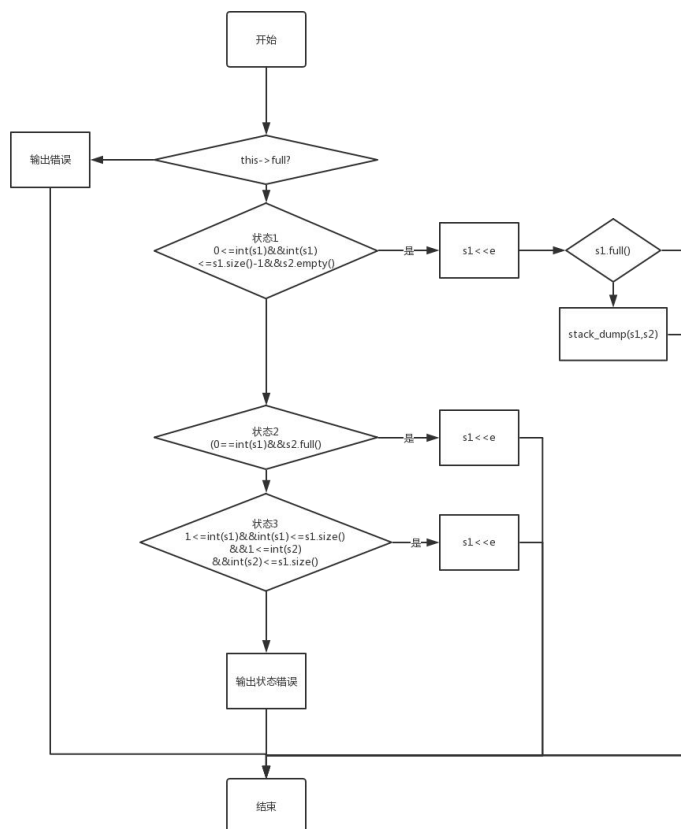 开始
输出错误
this->full?
状态1
0<=int(s1)&&int(s1)
<=s1.size()-1&&s2.empty()
是
s1<<e
s1.full()
stack_dump(s1,s2)
状态2
(0==int(s1)&&s2.full()
是
s1<<e
状态3
1<=int(s1)&&int(s1)<=s1.size()
&&1<=int(s2)
&&int(s2)<=s1.size()
是
s1<<e
输出状态错误
结束